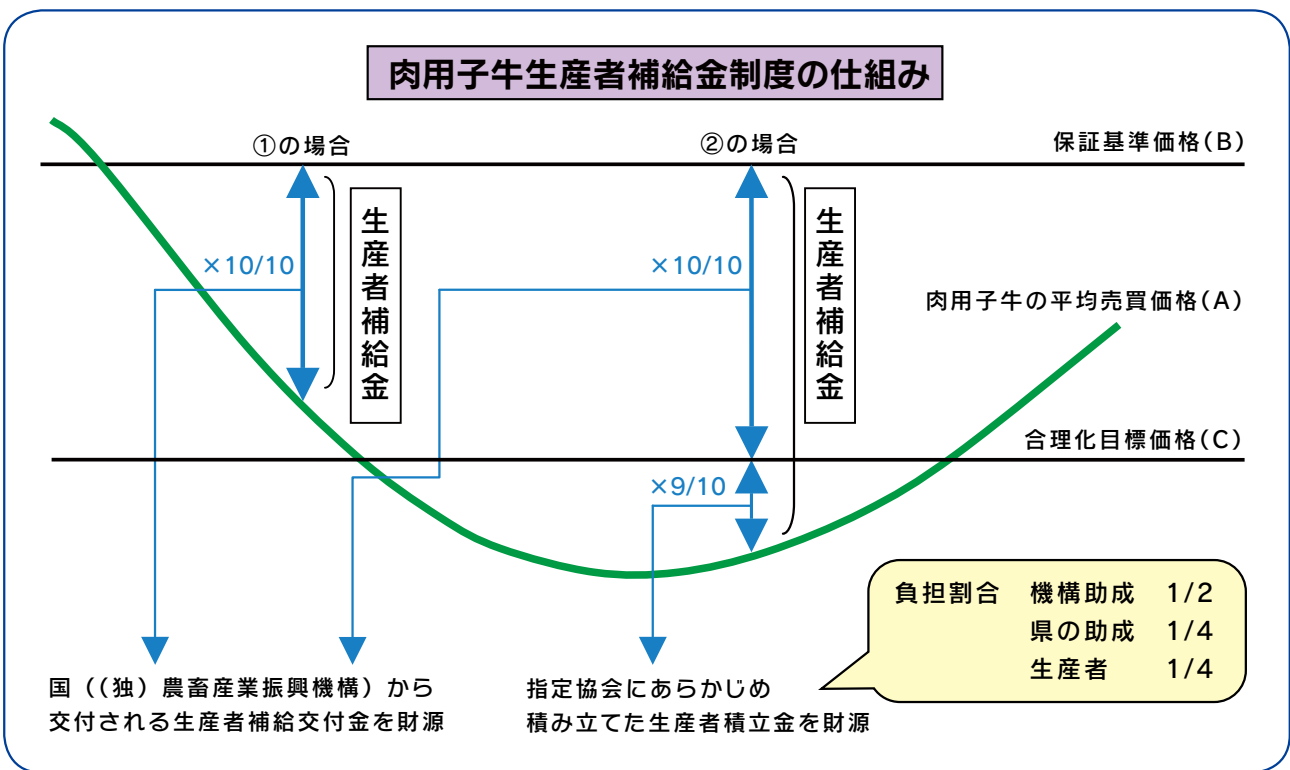 肉用子牛生産者補給金制度の仕組み
①の場合
②の場合
保証基準価格(B)
生産者補給金
×10/10
生産者補給金
×10/10
肉用子牛の平均売買価格(A)
合理化目標価格(C)
×9/10
負担割合 機構助成 1/2
県の助成 1/4
生産者 1/4
国((独)農畜産業振興機構)から
交付される生産者補給交付金を財源
指定協会にあらかじめ
積み立てた生産者積立金を財源